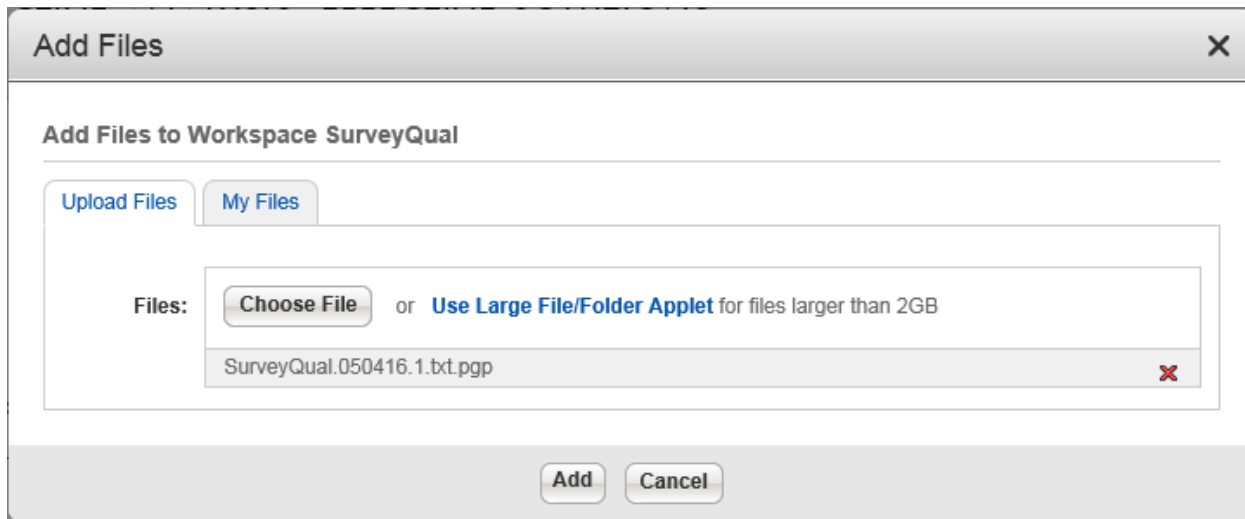 Add Files
Add Files to Workspace SurveyQual
Upload Files
My Files
Files:
Choose File or Use Large File/Folder Applet for files larger than 2GB
SurveyQual.050416.1.txt.pgp
Add
Cancel